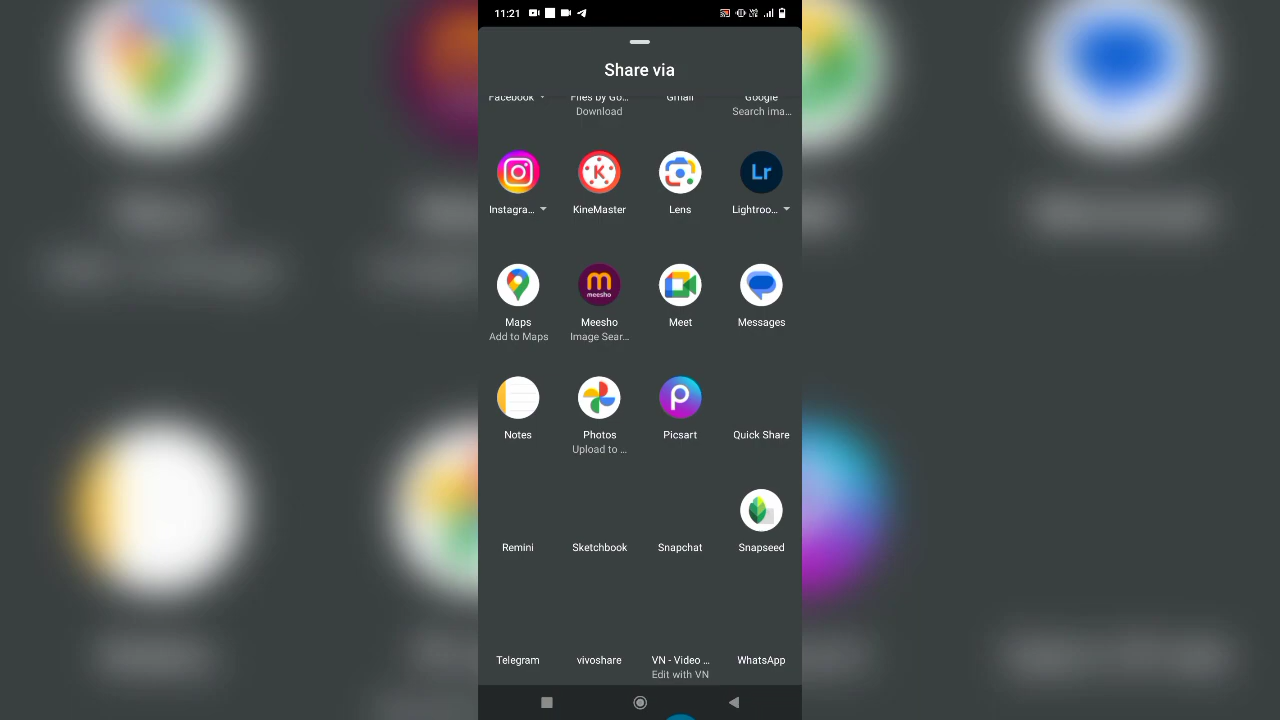 11:21
Share via
Facebook Files by Go... Gmail Google
Download Search ima...
K Lr
Instagra... KineMaster Lens Lightroo...
m
meesho
Maps Meesho Meet Messages
Add to Maps Image Sear...
Notes Photos Picsart Quick Share
Upload to ...
Remini Sketchbook Snapchat Snapseed
Telegram vivoshare VN - Video ... WhatsApp
Edit with VN